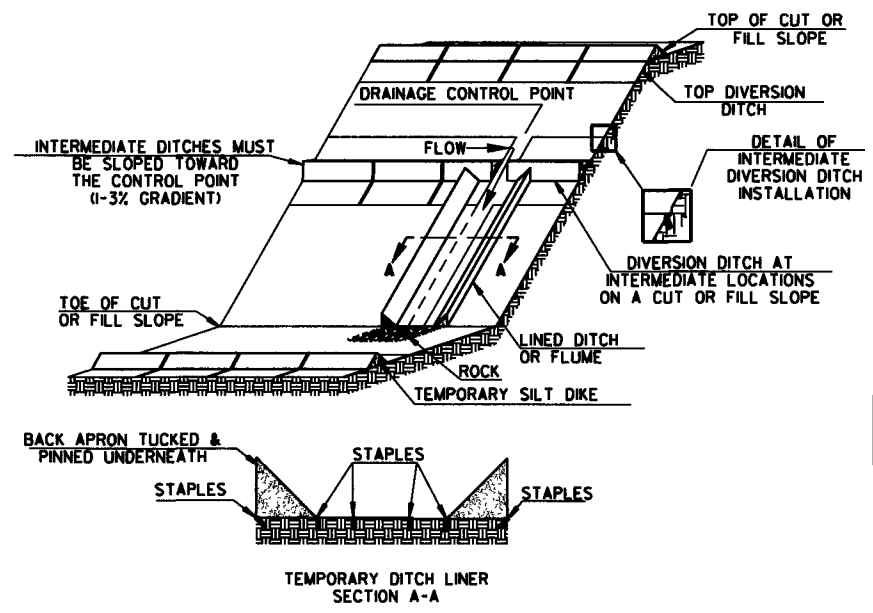 TOP OF CUT OR
FILL SLOPE
DRAINAGE CONTROL POINT
TOP DIVERSION
DITCH
INTERMEDIATE DITCHES MUST
BE SLOPED TOWARD
THE CONTROL POINT
(1-3% GRADIENT)
FLOW
DETAIL OF
INTERMEDIATE
DIVERSION DITCH
INSTALLATION
A
A
DIVERSION DITCH AT
INTERMEDIATE LOCATIONS
ON A CUT OR FILL SLOPE
TOE OF CUT
OR FILL SLOPE
LINED DITCH
OR FLUME
ROCK
TEMPORARY SILT DIKE
BACK APRON TUCKED &
PINNED UNDERNEATH
STAPLES
STAPLES
STAPLES
TEMPORARY DITCH LINER
SECTION A-A